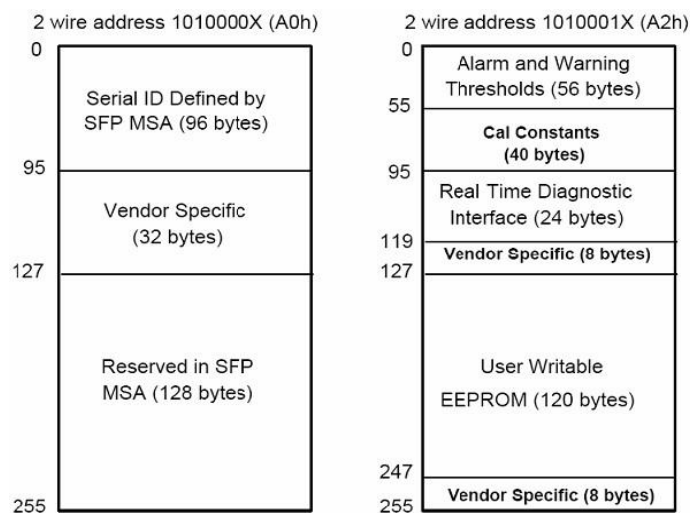 2 wire address 1010000X (A0h)
0
Serial ID Defined by
SFP MSA (96 bytes)
95
Vendor Specific
(32 bytes)
127
Reserved in SFP
MSA (128 bytes)
255
2 wire address 1010001X (A2h)
0
Alarm and Warning
Thresholds (56 bytes)
55
Cal Constants
(40 bytes)
95
Real Time Diagnostic
Interface (24 bytes)
119
Vendor Specific (8 bytes)
127
User Writable
EEPROM (120 bytes)
247
Vendor Specific (8 bytes)
255